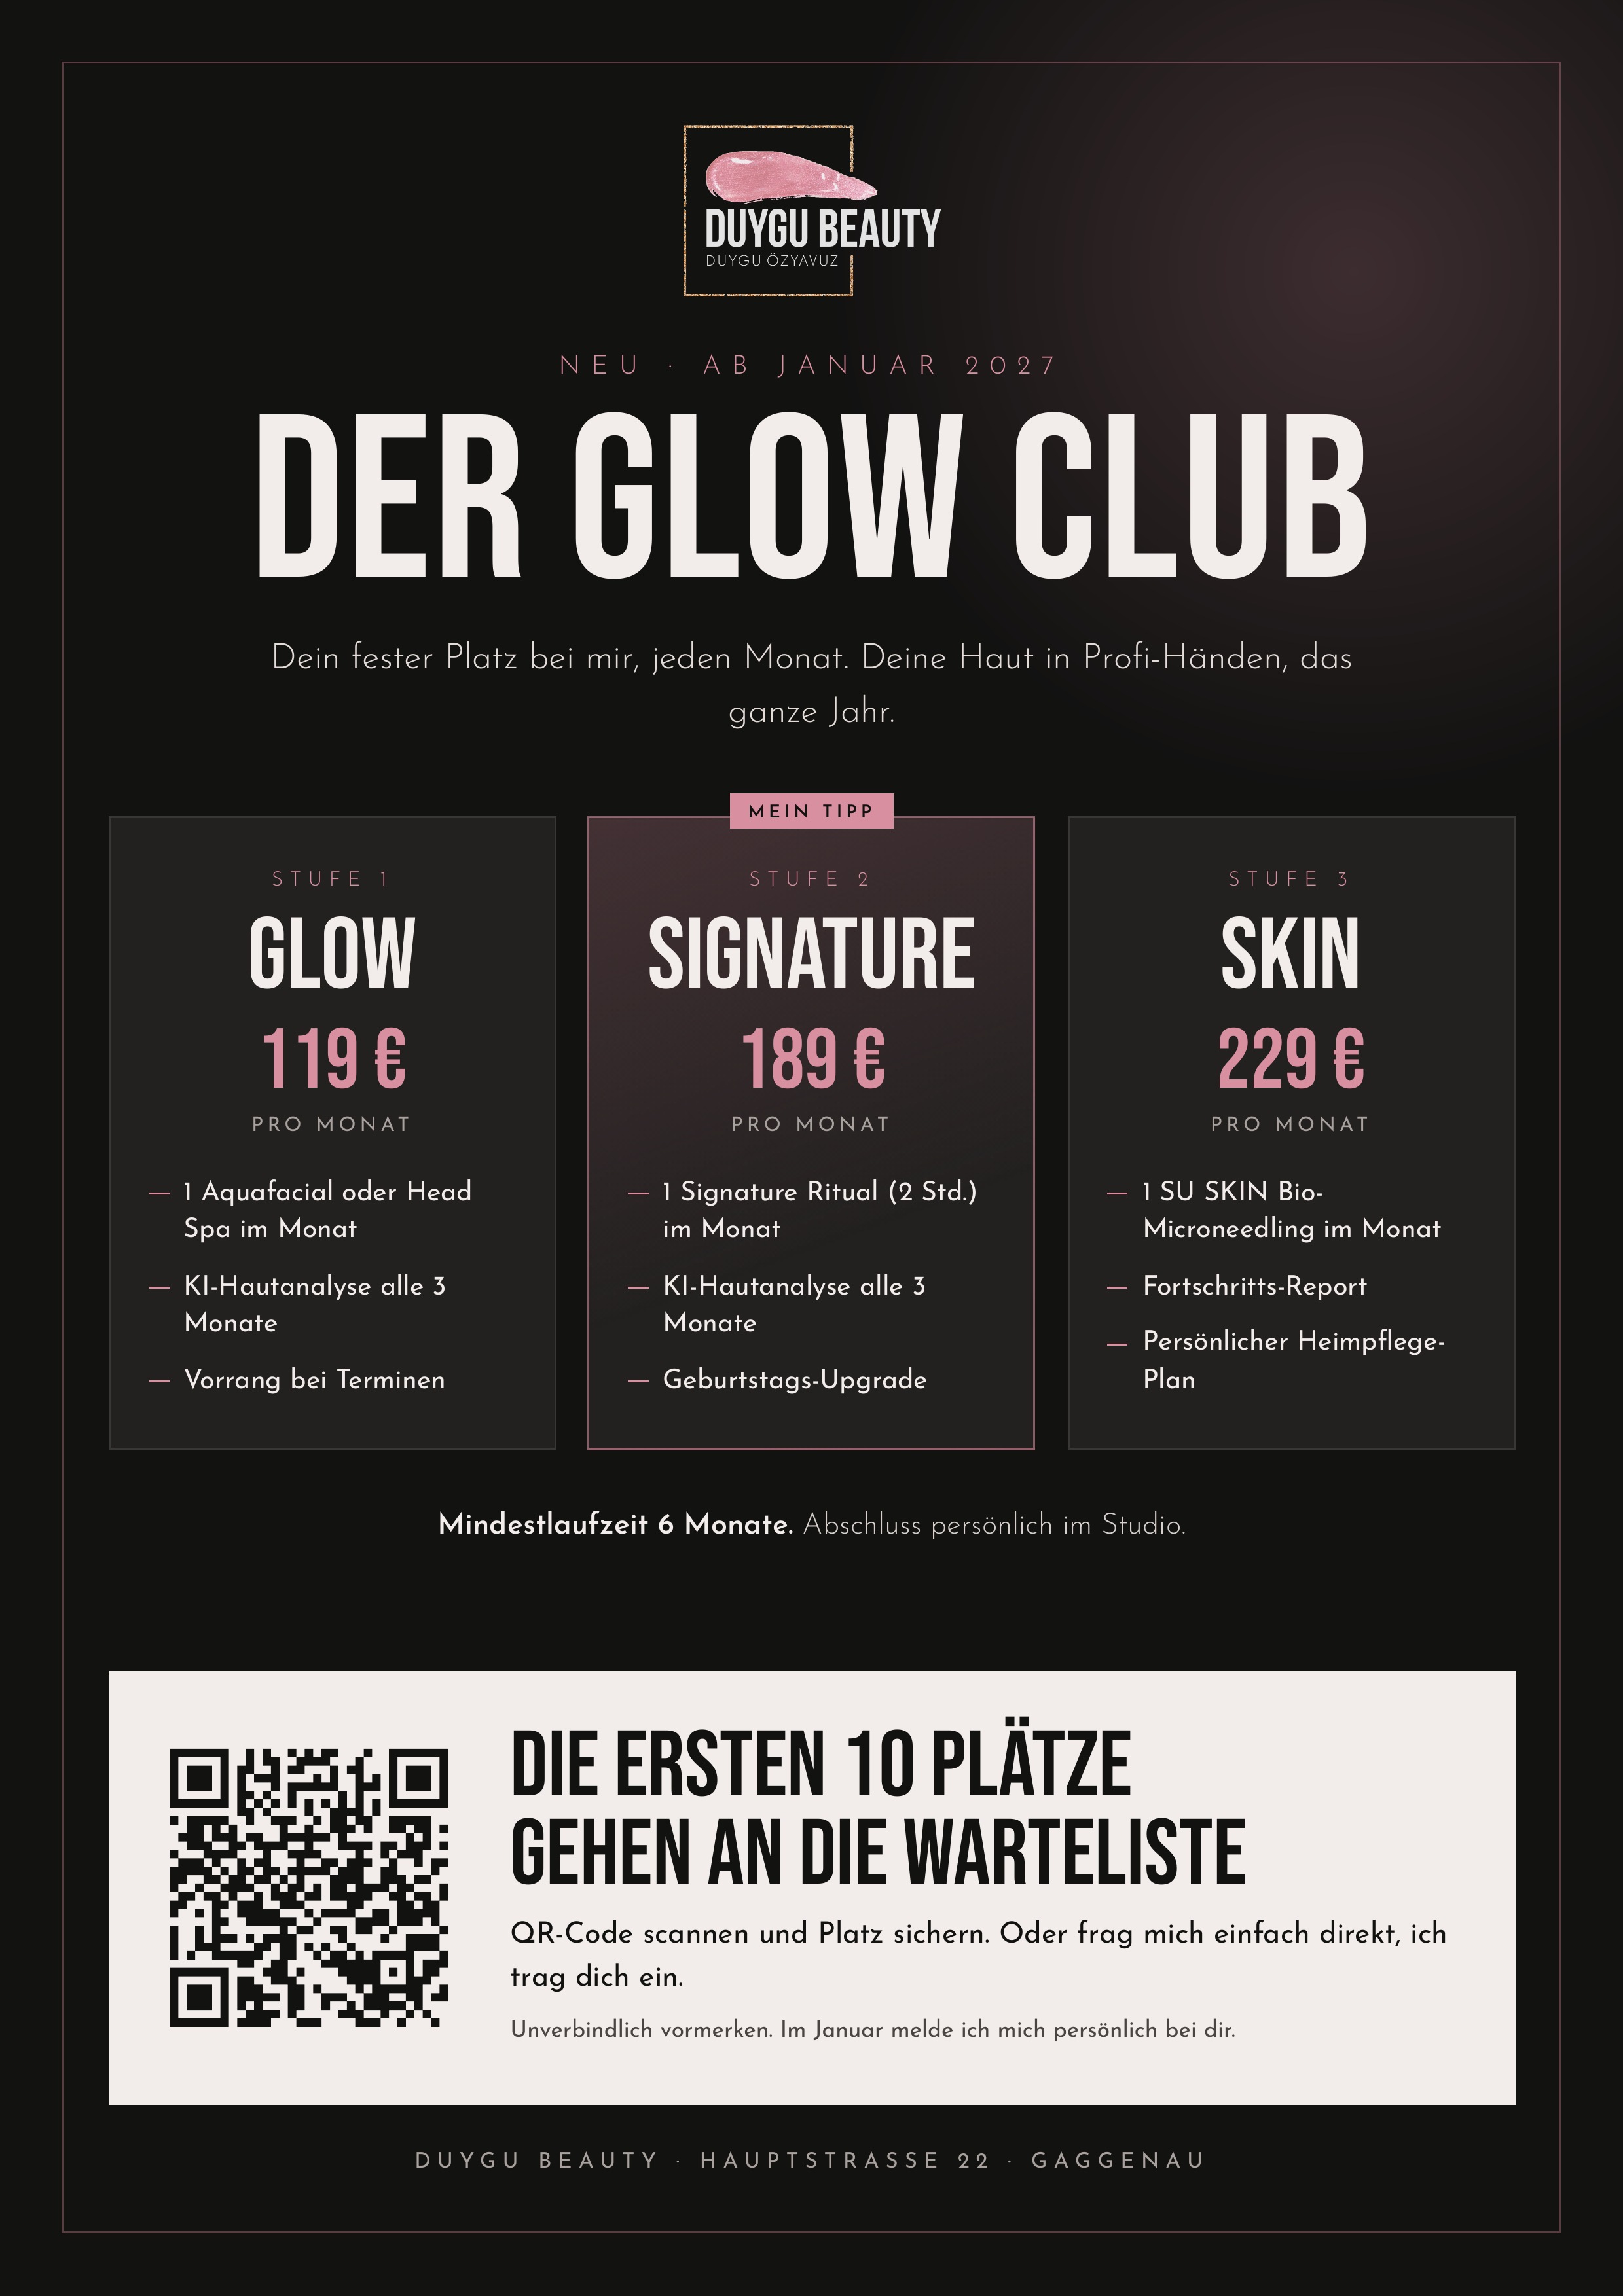 DUYGU BEAUTY
DUYGU ÖZYAVUZ
NEU · AB JANUAR 2027
DER GLOW CLUB
Dein fester Platz bei mir, jeden Monat. Deine Haut in Profi-Händen, das
ganze Jahr.
STUFE 1
GLOW
119 €
PRO MONAT
— 1 Aquafacial oder Head
Spa im Monat
— KI-Hautanalyse alle 3
Monate
— Vorrang bei Terminen
MEIN TIPP
STUFE 2
SIGNATURE
189 €
PRO MONAT
— 1 Signature Ritual (2 Std.)
im Monat
— KI-Hautanalyse alle 3
Monate
— Geburtstags-Upgrade
STUFE 3
SKIN
229 €
PRO MONAT
— 1 SU SKIN Bio-
Microneedling im Monat
— Fortschritts-Report
— Persönlicher Heimpflege-
Plan
Mindestlaufzeit 6 Monate. Abschluss persönlich im Studio.
DIE ERSTEN 10 PLÄTZE
GEHEN AN DIE WARTELISTE
QR-Code scannen und Platz sichern. Oder frag mich einfach direkt, ich
trag dich ein.
Unverbindlich vormerken. Im Januar melde ich mich persönlich bei dir.
DUYGU BEAUTY · HAUPTSTRASSE 22 · GAGGENAU